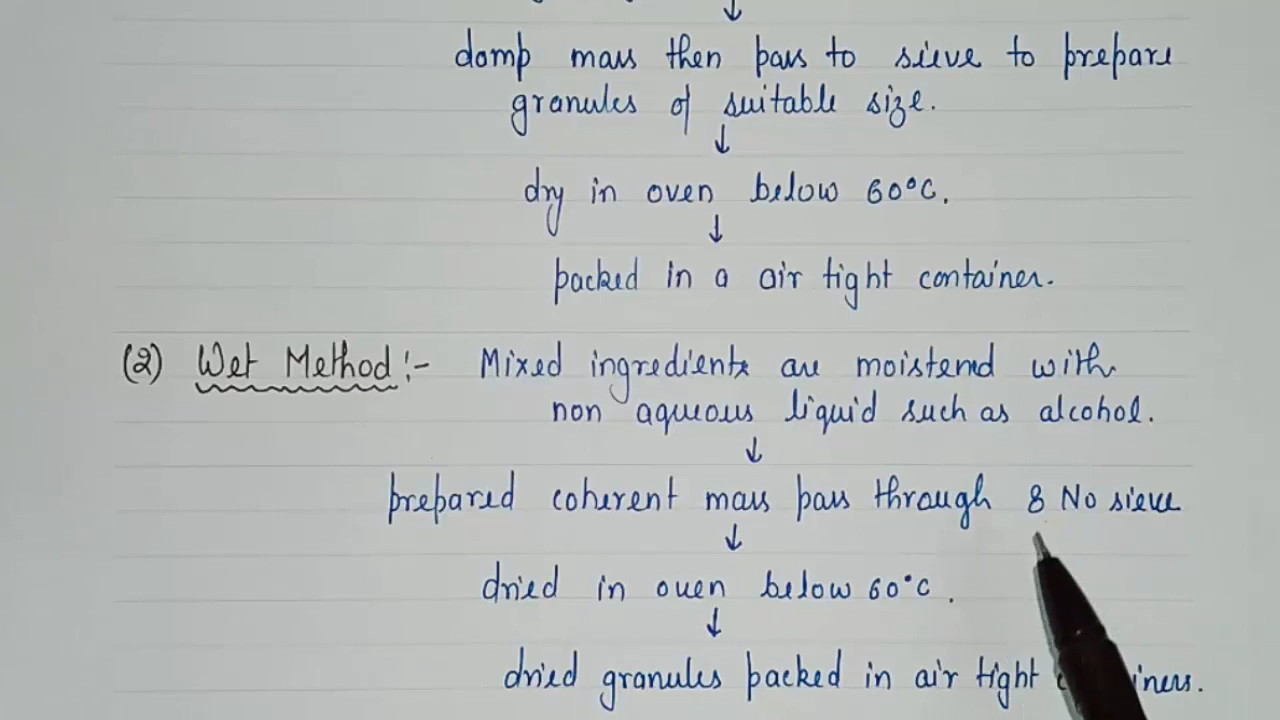 ↓
damp mass then pass to sieve to prepare
granules of suitable size.
↓
dry in oven below 60°C.
↓
packed in a air tight container.
(2) Wet Method :- Mixed ingredients are moistened with
non aqueous liquid such as alcohol.
↓
prepared coherent mass pass through 8 No sieve
↓
dried in oven below 60°C.
↓
dried granules packed in air tight